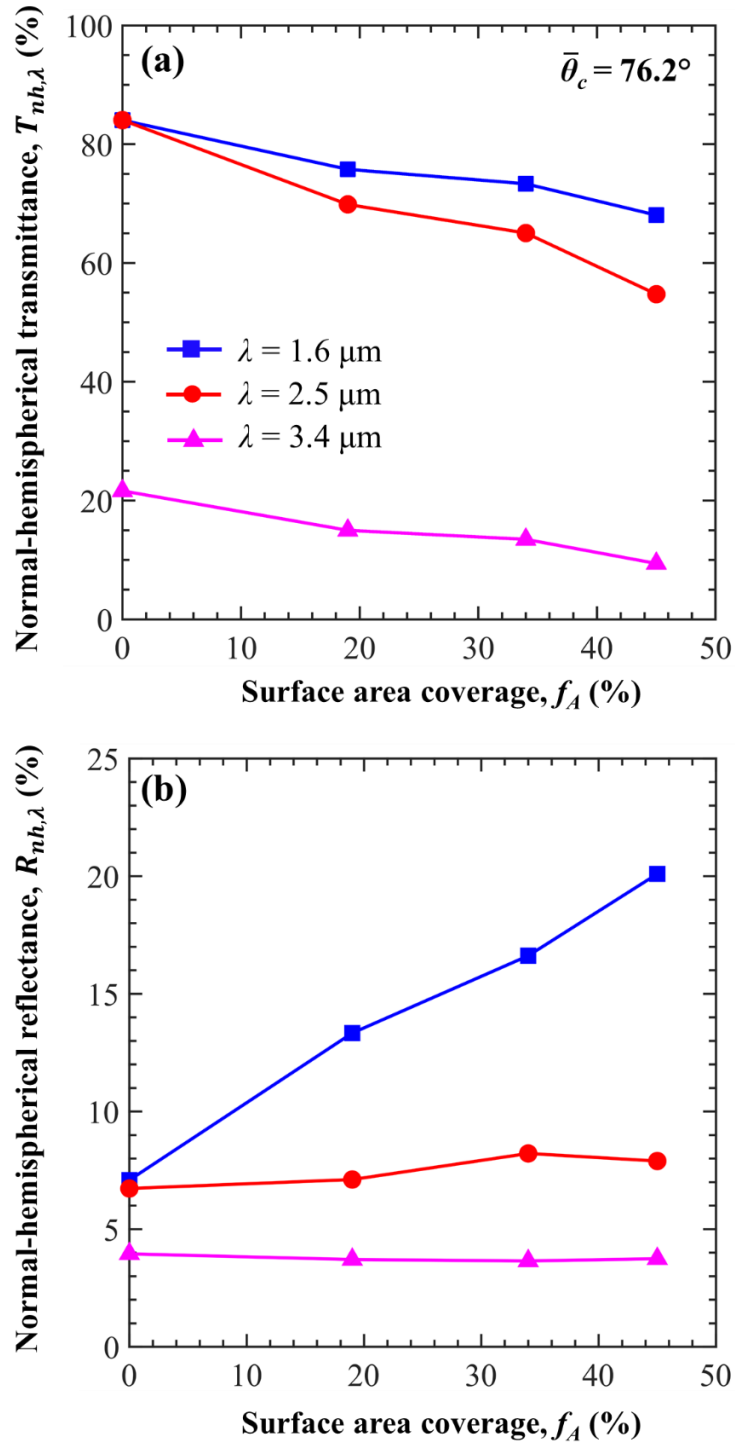 (a)
θ̄c = 76.2°
Normal-hemispherical transmittance, Tnh,λ (%)
100
80
60
40
20
0
λ = 1.6 μm
λ = 2.5 μm
λ = 3.4 μm
0 10 20 30 40 50
Surface area coverage, fA (%)
(b)
Normal-hemispherical reflectance, Rnh,λ (%)
25
20
15
10
5
0
0 10 20 30 40 50
Surface area coverage, fA (%)